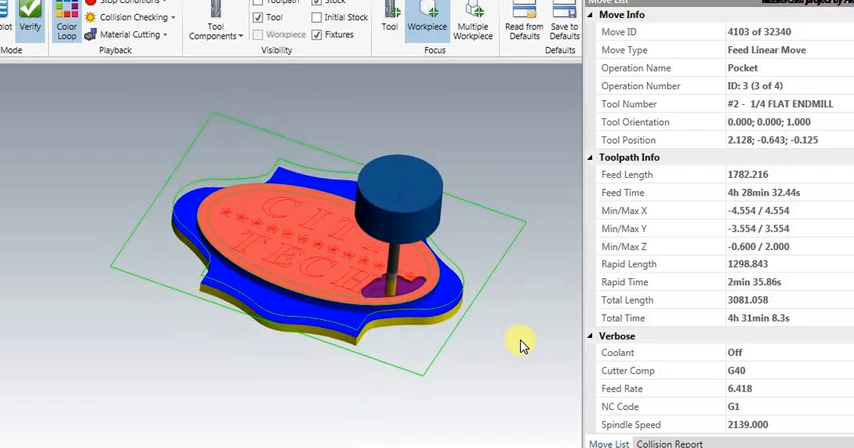 Verify
Mode
Color Loop
Stop Conditions
Collision Checking
Material Cutting
Playback
Tool Components
Toolpath
Tool
Workpiece
Stock
Initial Stock
Fixtures
Visibility
Tool
Workpiece
Multiple Workpiece
Focus
Read from Defaults
Save to Defaults
Defaults
CITY
TECH
Move List
Move Info
Move ID 4103 of 32340
Move Type Feed Linear Move
Operation Name Pocket
Operation Number ID: 3 (3 of 4)
Tool Number #2 - 1/4 FLAT ENDMILL
Tool Orientation 0.000; 0.000; 1.000
Tool Position 2.128; -0.643; -0.125
Toolpath Info
Feed Length 1782.216
Feed Time 4h 28min 32.44s
Min/Max X -4.554 / 4.554
Min/Max Y -3.554 / 3.554
Min/Max Z -0.600 / 2.000
Rapid Length 1298.843
Rapid Time 2min 35.86s
Total Length 3081.058
Total Time 4h 31min 8.3s
Verbose
Coolant Off
Cutter Comp G40
Feed Rate 6.418
NC Code G1
Spindle Speed 2139.000
Move List Collision Report